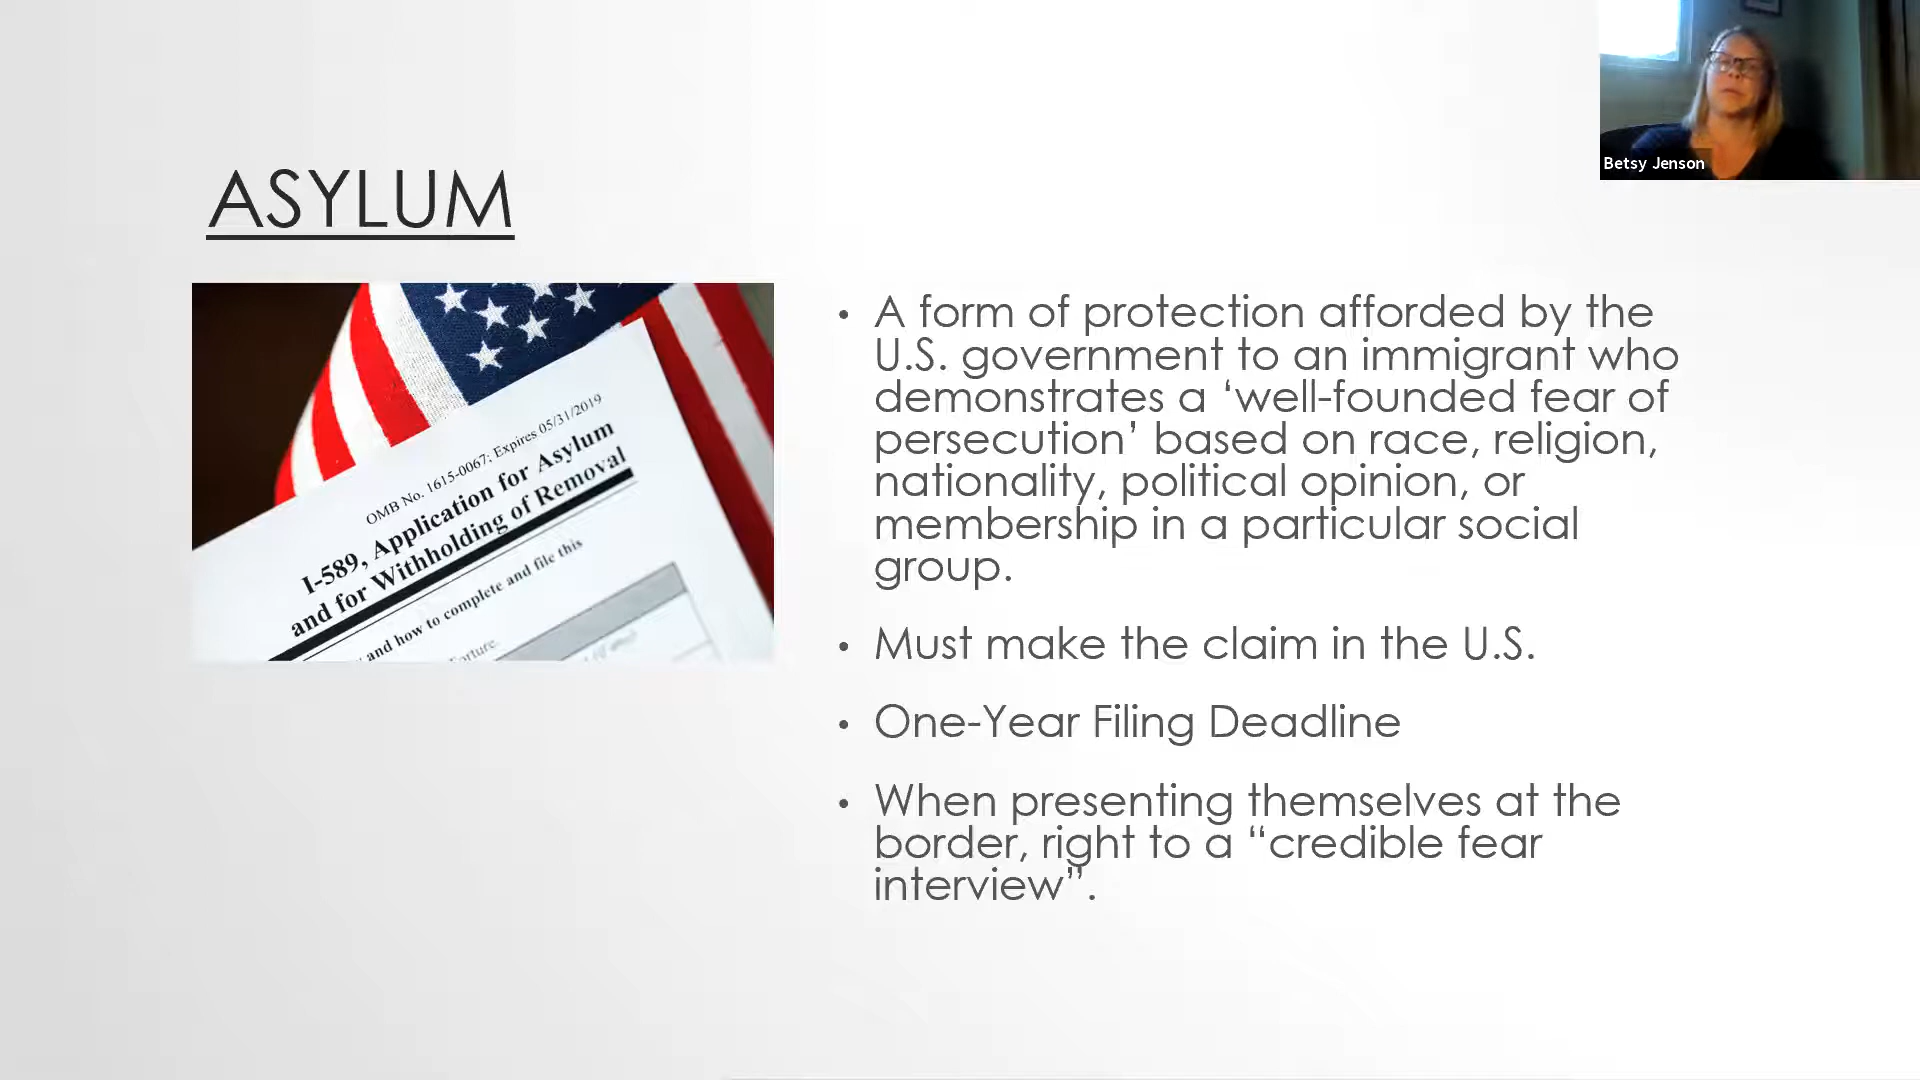 Betsy Jenson
ASYLUM
OMB No. 1615-0067; Expires 05/31/2019
I-589, Application for Asylum
and for Withholding of Removal
and how to complete and file this
Torture.
• A form of protection afforded by the
U.S. government to an immigrant who
demonstrates a ‘well-founded fear of
persecution’ based on race, religion,
nationality, political opinion, or
membership in a particular social
group.
• Must make the claim in the U.S.
• One-Year Filing Deadline
• When presenting themselves at the
border, right to a “credible fear
interview”.